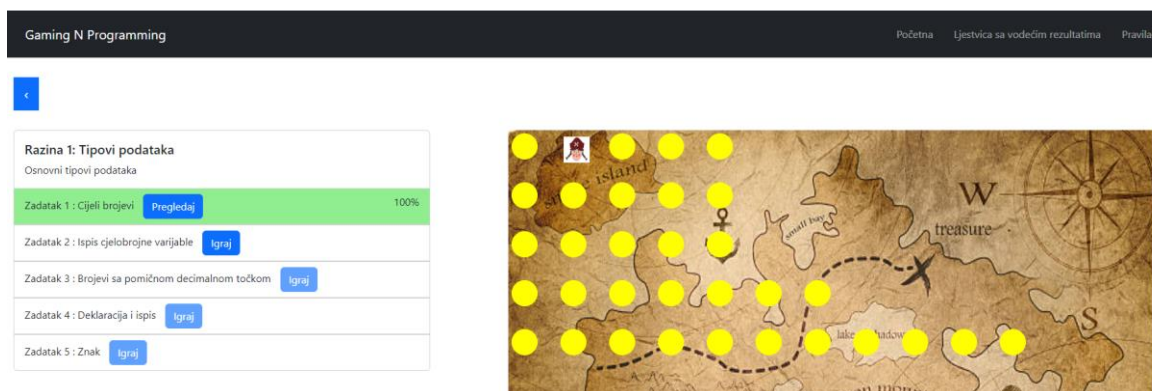 Gaming N Programming
Početna Ljestvica sa vodećim rezultatima Pravila
‹
Razina 1: Tipovi podataka
Osnovni tipovi podataka
Zadatak 1 : Cijeli brojevi Pregledaj 100%
Zadatak 2 : Ispis cjelobrojne varijable Igraj
Zadatak 3 : Brojevi sa pomičnom decimalnom točkom Igraj
Zadatak 4 : Deklaracija i ispis Igraj
Zadatak 5 : Znak Igraj
island
W
small bay
treasure
S
lake